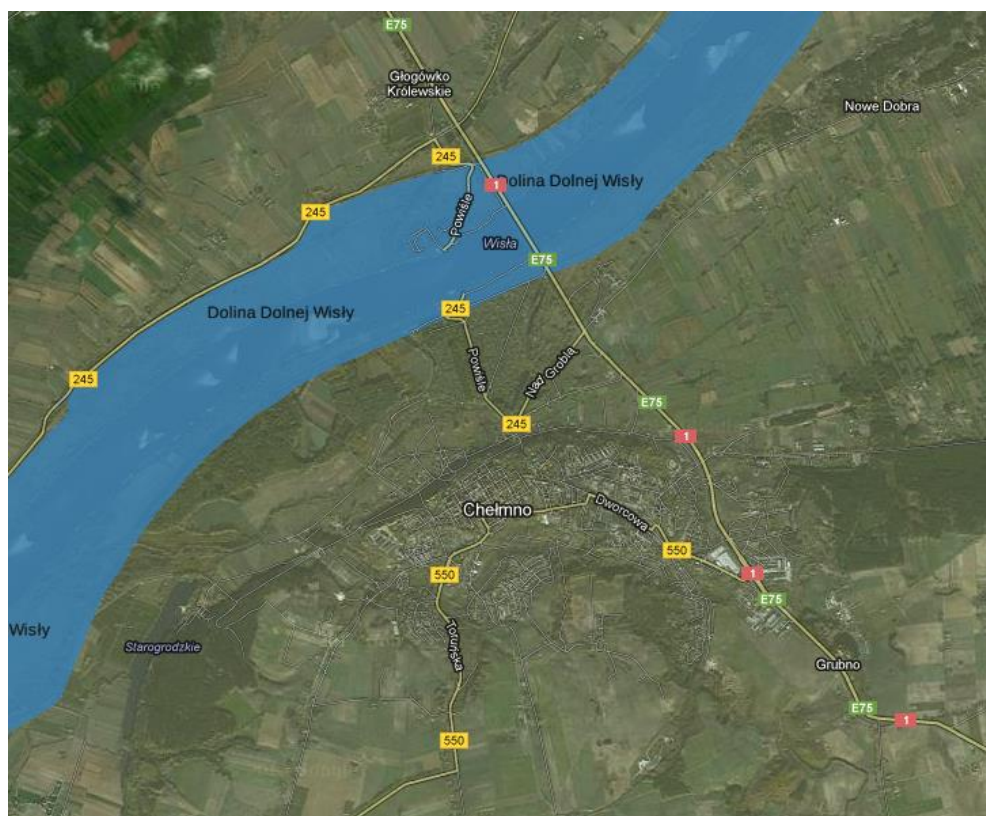 E75
Głogówko
Królewskie
Nowe Dobra
245
1
Dolina Dolnej Wisły
245
Powiśle
Wisła
E75
245
Dolina Dolnej Wisły
Powiśle
Nad Groblą
245
E75
245
1
Chełmno
Dworcowa
550
550
1
E75
Wisły
Starogrodzkie
Toruńska
Grubno
E75
1
550